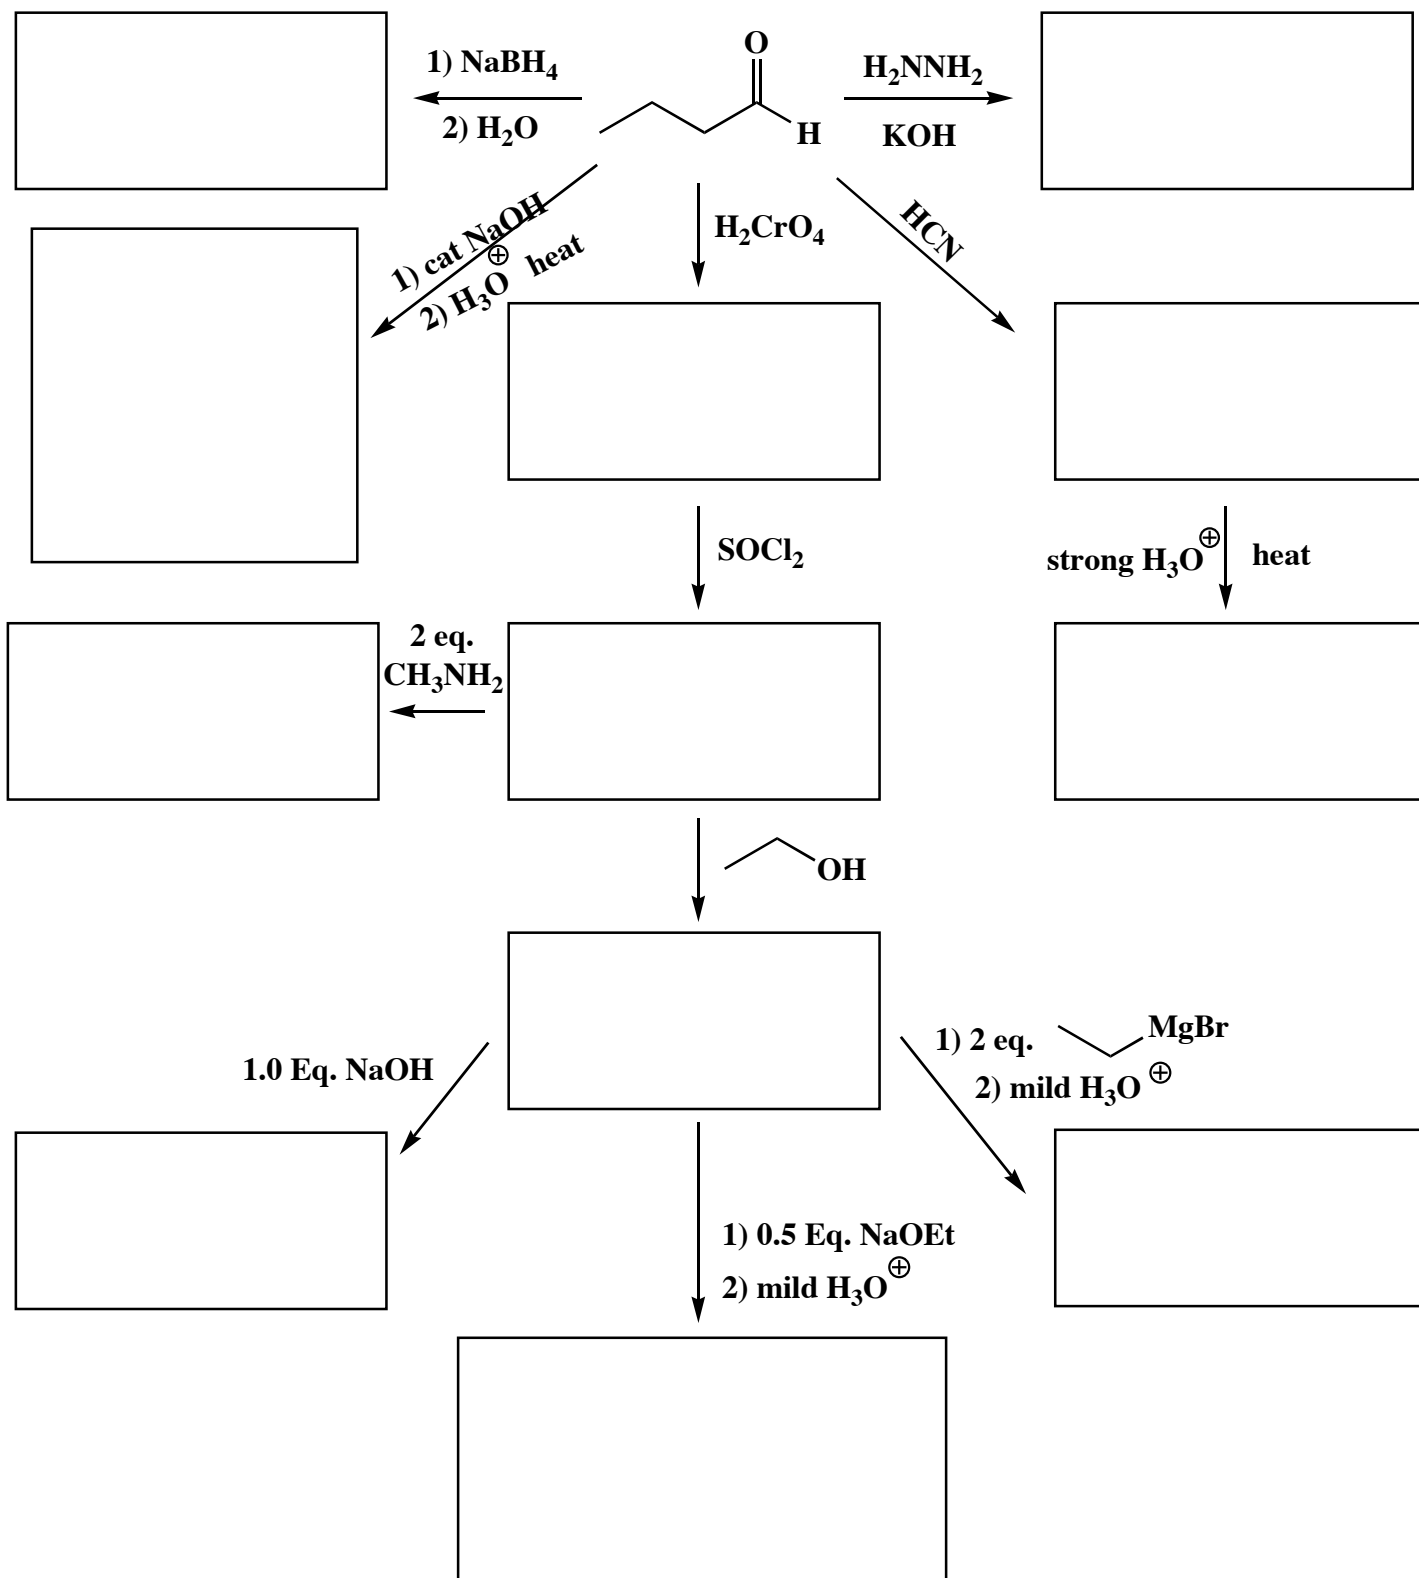 O
H
1) NaBH₄
2) H₂O
H₂NNH₂
KOH
1) cat NaOH
2) H₃O⊕ heat
H₂CrO₄
HCN
SOCl₂
strong H₃O⊕ heat
2 eq.
CH₃NH₂
OH
1.0 Eq. NaOH
1) 2 eq. MgBr
2) mild H₃O⊕
1) 0.5 Eq. NaOEt
2) mild H₃O⊕